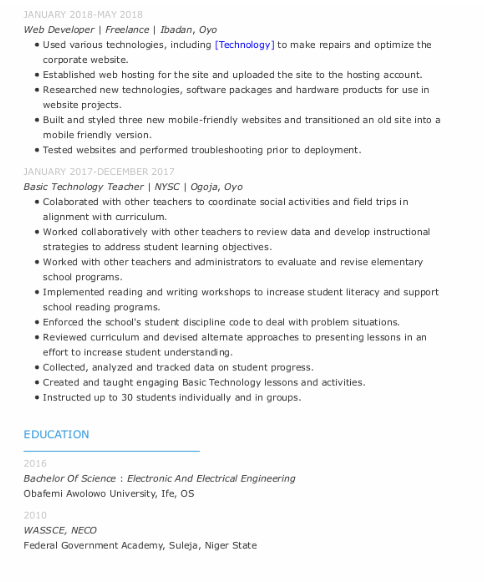 JANUARY 2018-MAY 2018
Web Developer | Freelance | Ibadan, Oyo
• Used various technologies, including [Technology] to make repairs and optimize the
corporate website.
• Established web hosting for the site and uploaded the site to the hosting account.
• Researched new technologies, software packages and hardware products for use in
website projects.
• Built and styled three new mobile-friendly websites and transitioned an old site into a
mobile friendly version.
• Tested websites and performed troubleshooting prior to deployment.
JANUARY 2017-DECEMBER 2017
Basic Technology Teacher | NYSC | Ogoja, Oyo
• Colaborated with other teachers to coordinate social activities and field trips in
alignment with curriculum.
• Worked collaboratively with other teachers to review data and develop instructional
strategies to address student learning objectives.
• Worked with other teachers and administrators to evaluate and revise elementary
school programs.
• Implemented reading and writing workshops to increase student literacy and support
school reading programs.
• Enforced the school's student discipline code to deal with problem situations.
• Reviewed curriculum and devised alternate approaches to presenting lessons in an
effort to increase student understanding.
• Collected, analyzed and tracked data on student progress.
• Created and taught engaging Basic Technology lessons and activities.
• Instructed up to 30 students individually and in groups.
EDUCATION
2016
Bachelor Of Science : Electronic And Electrical Engineering
Obafemi Awolowo University, Ife, OS
2010
WASSCE, NECO
Federal Government Academy, Suleja, Niger State